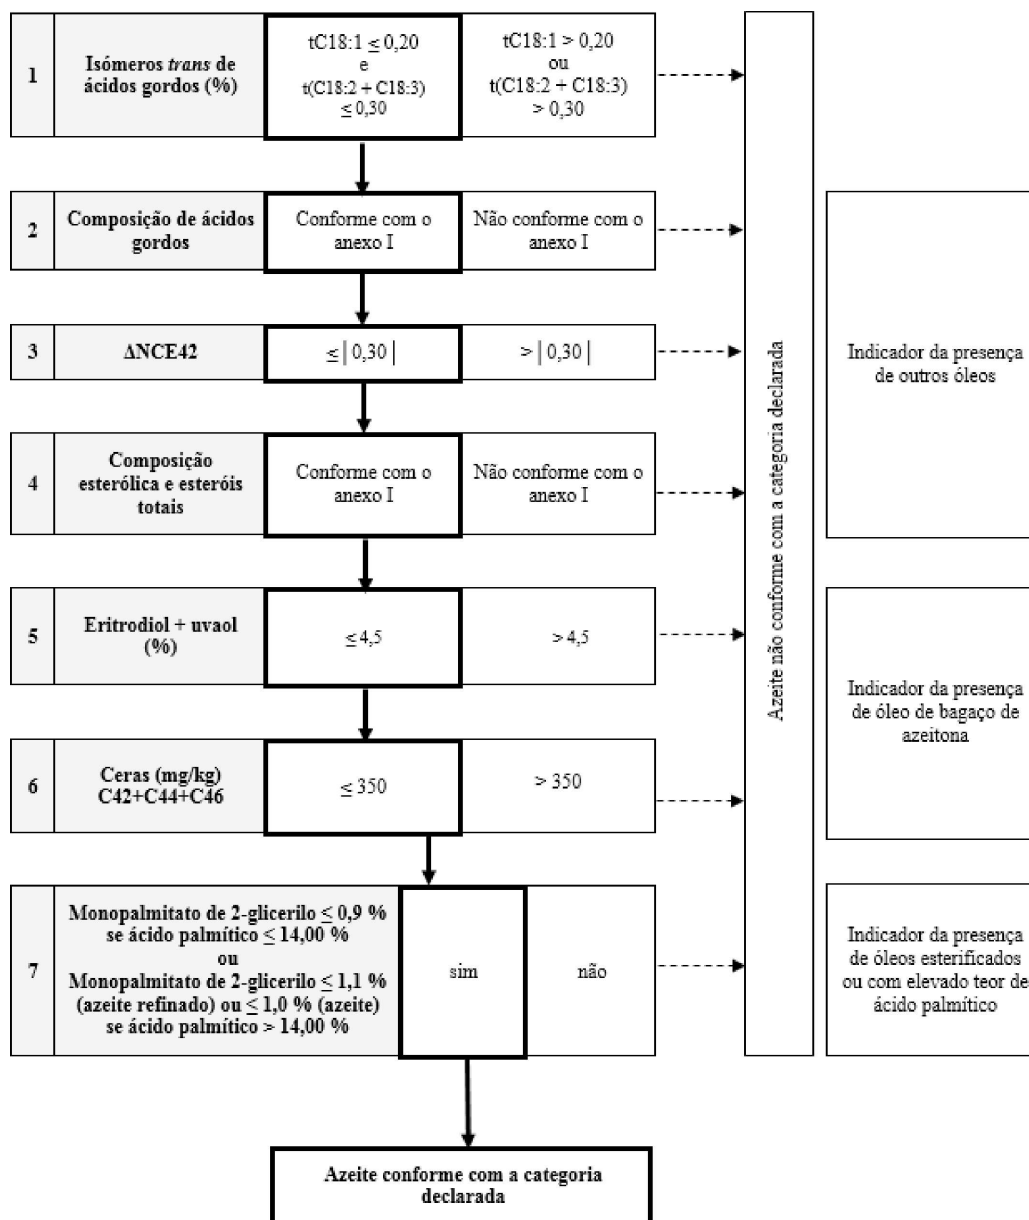 1
Isómeros trans de
ácidos gordos (%)
tC18:1 ≤ 0,20
e
t(C18:2 + C18:3)
≤ 0,30
tC18:1 > 0,20
ou
t(C18:2 + C18:3)
> 0,30
2
Composição de ácidos
gordos
Conforme com o
anexo I
Não conforme com o
anexo I
3
ΔNCE42
≤ | 0,30 |
> | 0,30 |
4
Composição
esterólica e esteróis
totais
Conforme com o
anexo I
Não conforme com o
anexo I
5
Eritrodiol + uvaol
(%)
≤ 4,5
> 4,5
6
Ceras (mg/kg)
C42+C44+C46
≤ 350
> 350
7
Monopalmitato de 2-glicerilo ≤ 0,9 %
se ácido palmítico ≤ 14,00 %
ou
Monopalmitato de 2-glicerilo ≤ 1,1 %
(azeite refinado) ou ≤ 1,0 % (azeite)
se ácido palmítico > 14,00 %
sim
não
Azeite não conforme com a categoria declarada
Indicador da presença
de outros óleos
Indicador da presença
de óleo de bagaço de
azeitona
Indicador da presença
de óleos esterificados
ou com elevado teor de
ácido palmítico
Azeite conforme com a categoria
declarada